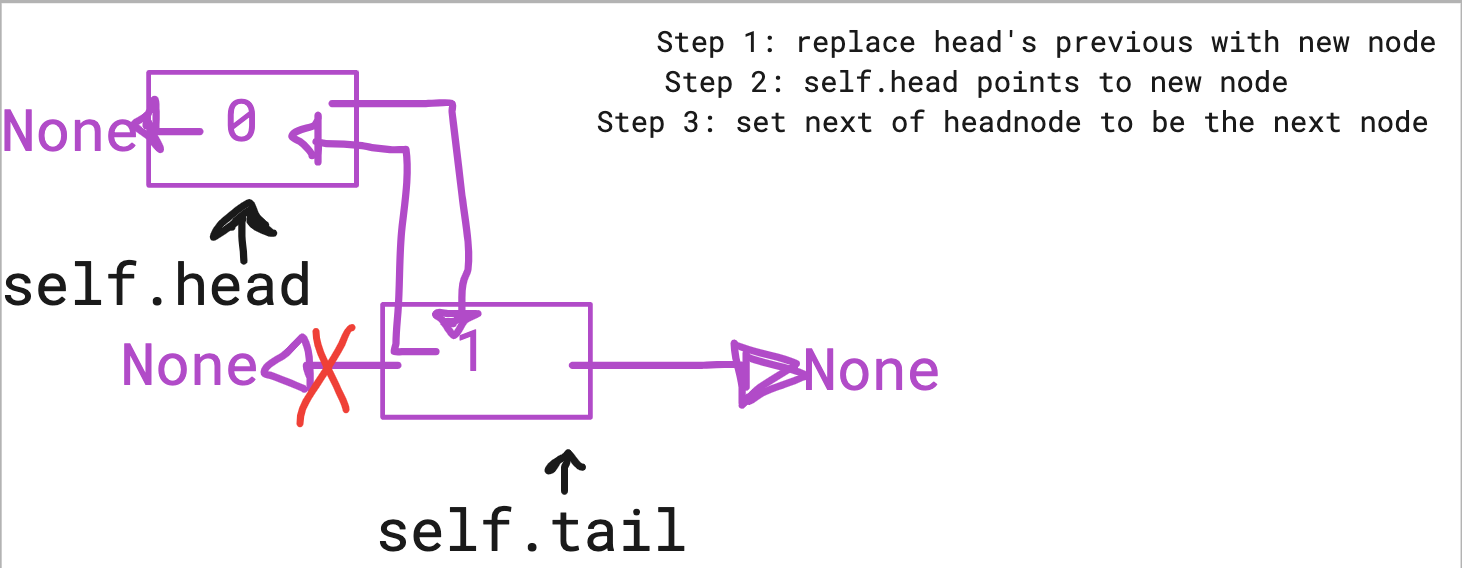 Step 1: replace head's previous with new node
Step 2: self.head points to new node
Step 3: set next of headnode to be the next node
None
0
self.head
None
1
None
self.tail